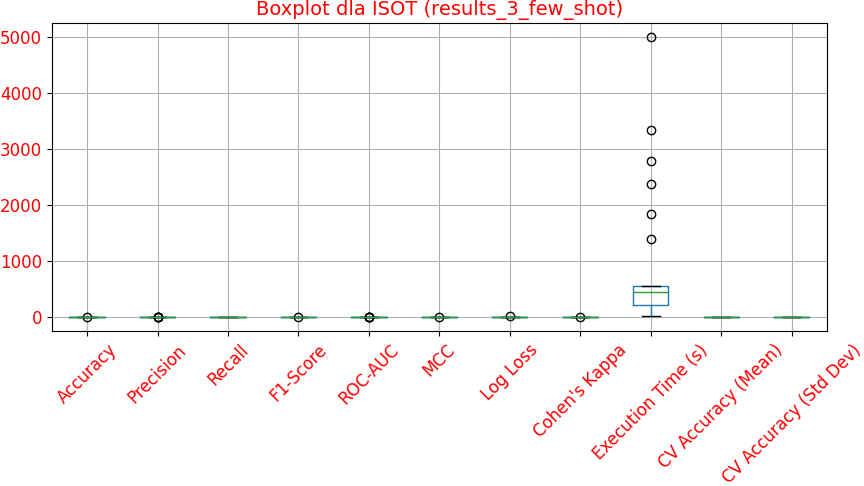 Boxplot dla ISOT (results_3_few_shot)
5000
4000
3000
2000
1000
0
Accuracy
Precision
Recall
F1-Score
ROC-AUC
MCC
Log Loss
Cohen's Kappa
Execution Time (s)
CV Accuracy (Mean)
CV Accuracy (Std Dev)